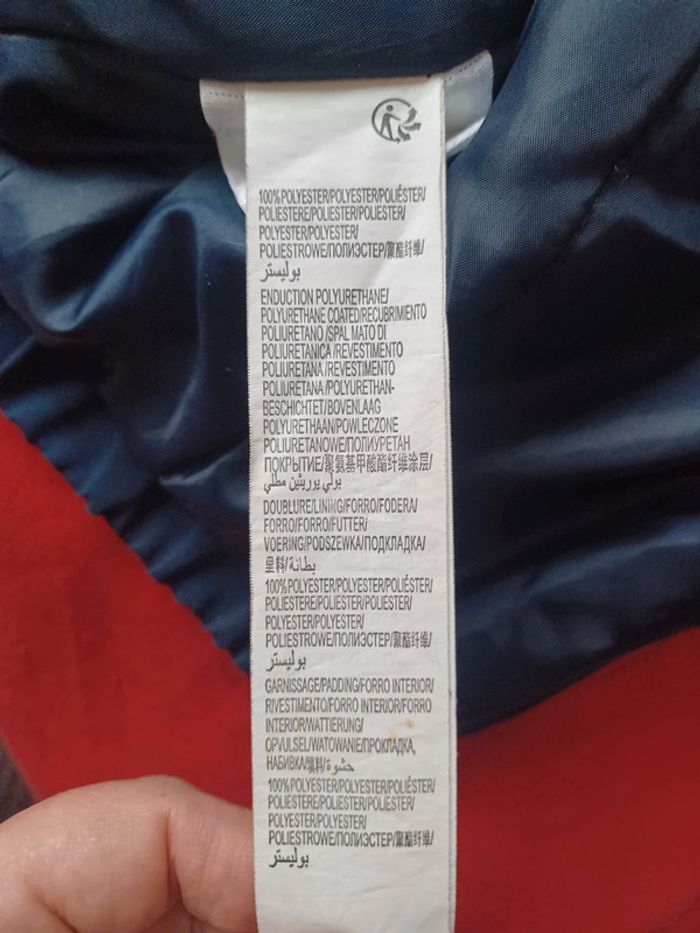 100%POLYESTER/POLYESTER/POLIÉSTER/
POLIESTERE/POLIESTER/POLIESTER/
POLYESTER/POLYESTER/
POLIESTROWE/ПОЛИЭСТЕР/聚酯纤维/
بوليستر
ENDUCTION POLYURETHANE/
POLYURETHANE COATED/RECUBRIMIENTO
POLIURETANO/SPAL MATO DI
POLIURETANICA/REVESTIMENTO
POLIURETANA/REVESTIMENTO
POLIURETANA/POLYURETHAN-
BESCHICHTET/BOVENLAAG
POLYURETHAAN/POWLECZONE
POLIURETANOWE/ПОЛИУРЕТАН
ПОКРЫТИЕ/聚氨基甲酸酯纤维涂层/
بولي يوريثين مطلي
DOUBLURE/LINING/FORRO/FODERA/
FORRO/FORRO/FUTTER/
VOERING/PODSZEWKA/ПОДКЛАДКА/
里料/بطانة
100%POLYESTER/POLYESTER/POLIÉSTER/
POLIESTERE/POLIESTER/POLIESTER/
POLYESTER/POLYESTER/
POLIESTROWE/ПОЛИЭСТЕР/聚酯纤维/
بوليستر
GARNISSAGE/PADDING/FORRO INTERIOR/
RIVESTIMENTO/FORRO INTERIOR/FORRO
INTERIOR/WATTIERUNG/
OPVULSEL/WATOWANIE/ПРОКЛАДКА,
НАБИВКА/填料/حشوة
100%POLYESTER/POLYESTER/POLIÉSTER/
POLIESTERE/POLIESTER/POLIESTER/
POLYESTER/POLYESTER/
POLIESTROWE/ПОЛИЭСТЕР/聚酯纤维/
بوليستر